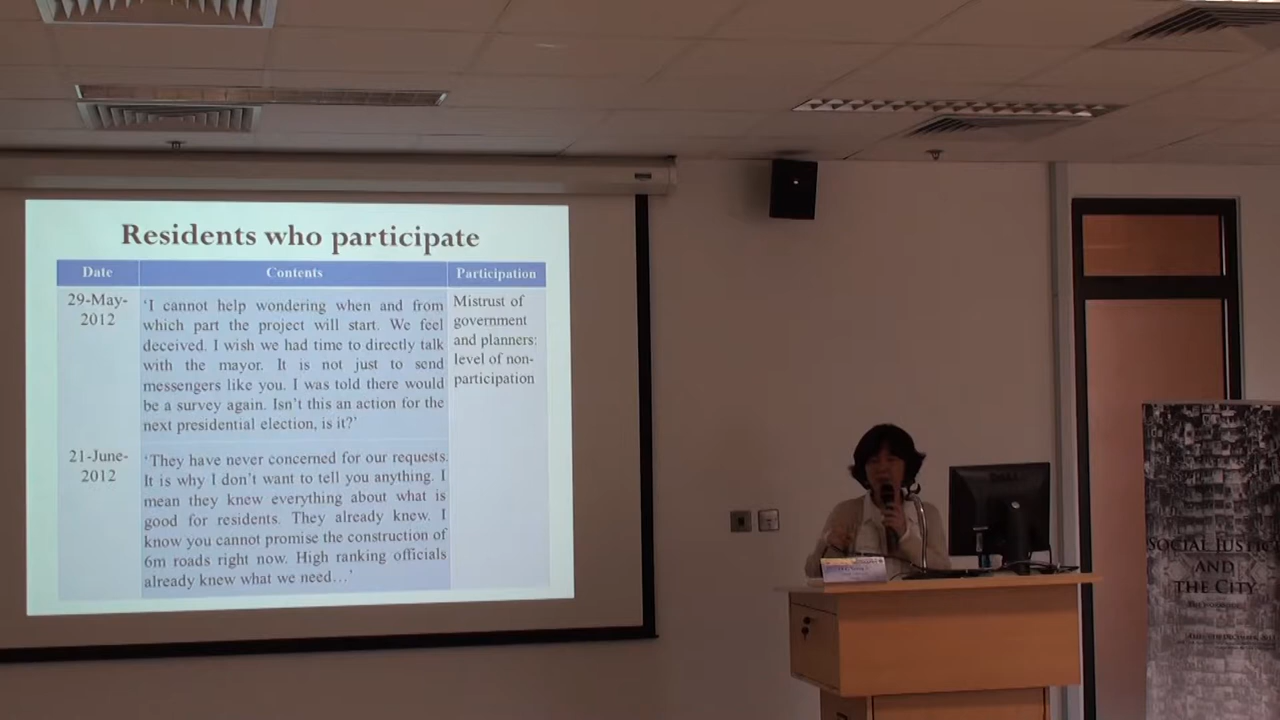 Residents who participate
Date
Contents
Participation
29-May-
2012
‘I cannot help wondering when and from
which part the project will start. We feel
deceived. I wish we had time to directly talk
with the mayor. It is not just to send
messengers like you. I was told there would
be a survey again. Isn’t this an action for the
next presidential election, is it?’
Mistrust of
government
and planners:
level of non-
participation
21-June-
2012
‘They have never concerned for our requests.
It is why I don’t want to tell you anything. I
mean they knew everything about what is
good for residents. They already knew. I
know you cannot promise the construction of
6m roads right now. High ranking officials
already knew what we need…’
SOCIAL JUSTIC
AND
THE CITY